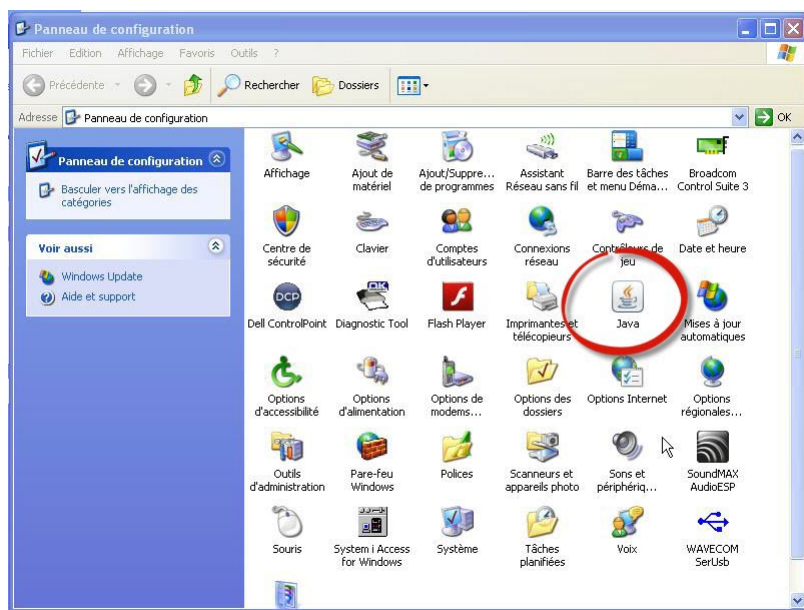 Panneau de configuration
Fichier Edition Affichage Favoris Outils ?
Précédente Rechercher Dossiers
Adresse Panneau de configuration OK
Panneau de configuration
Basculer vers l'affichage des
catégories
Voir aussi
Windows Update
Aide et support
Affichage
Ajout de
matériel
Ajout/Suppre...
de programmes
Assistant
Réseau sans fil
Barre des tâches
et menu Déma...
Broadcom
Control Suite 3
Centre de
sécurité
Clavier
Comptes
d'utilisateurs
Connexions
réseau
Contrôleurs de
jeu
Date et heure
DCP
Dell ControlPoint
OK
Diagnostic Tool
Flash Player
Imprimantes et
télécopieurs
Java
Mises à jour
automatiques
Options
d'accessibilité
Options
d'alimentation
Options de
modems...
Options des
dossiers
Options Internet
Options
régionales...
Outils
d'administration
Pare-feu
Windows
Polices
Scanneurs et
appareils photo
Sons et
périphériq...
SoundMAX
AudioESP
Souris
System i Access
for Windows
Système
Tâches
planifiées
Voix
WAVECOM
SerUsb